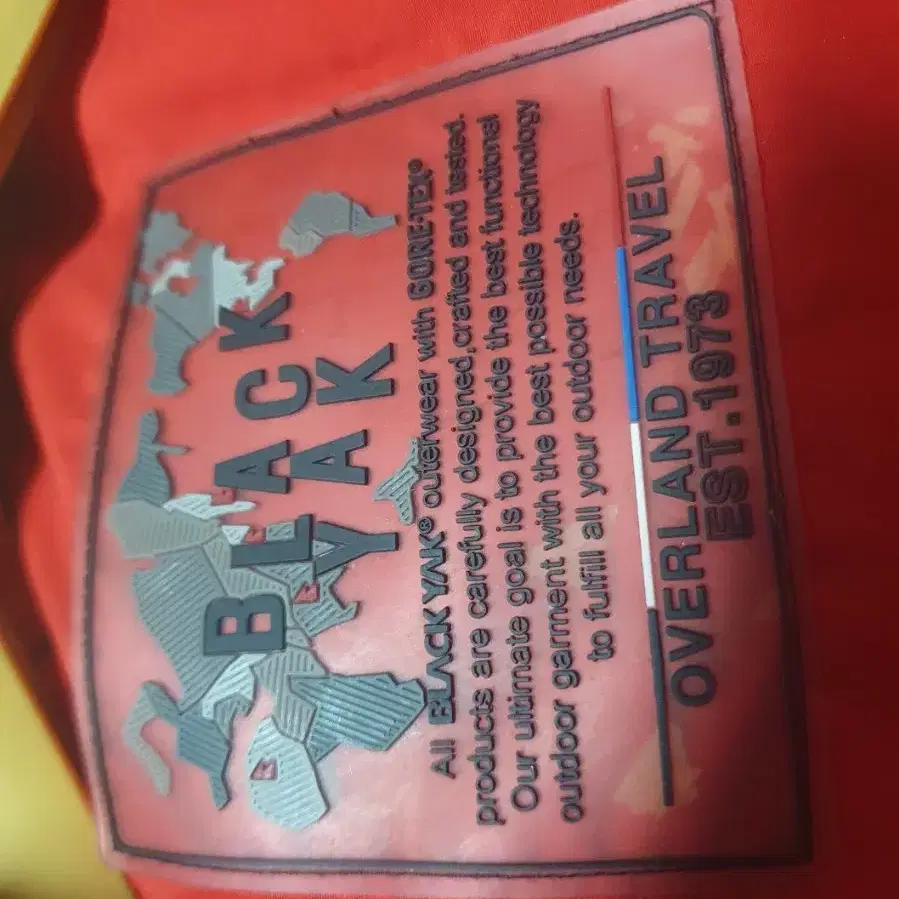 BLACK
YAK
All BLACKYAK® outerwear with GORE-TEX®
products are carefully designed,crafted and tested.
Our ultimate goal is to provide the best functional
outdoor garment with the best possible technology
to fulfill all your outdoor needs.
OVERLAND TRAVEL
EST.1973